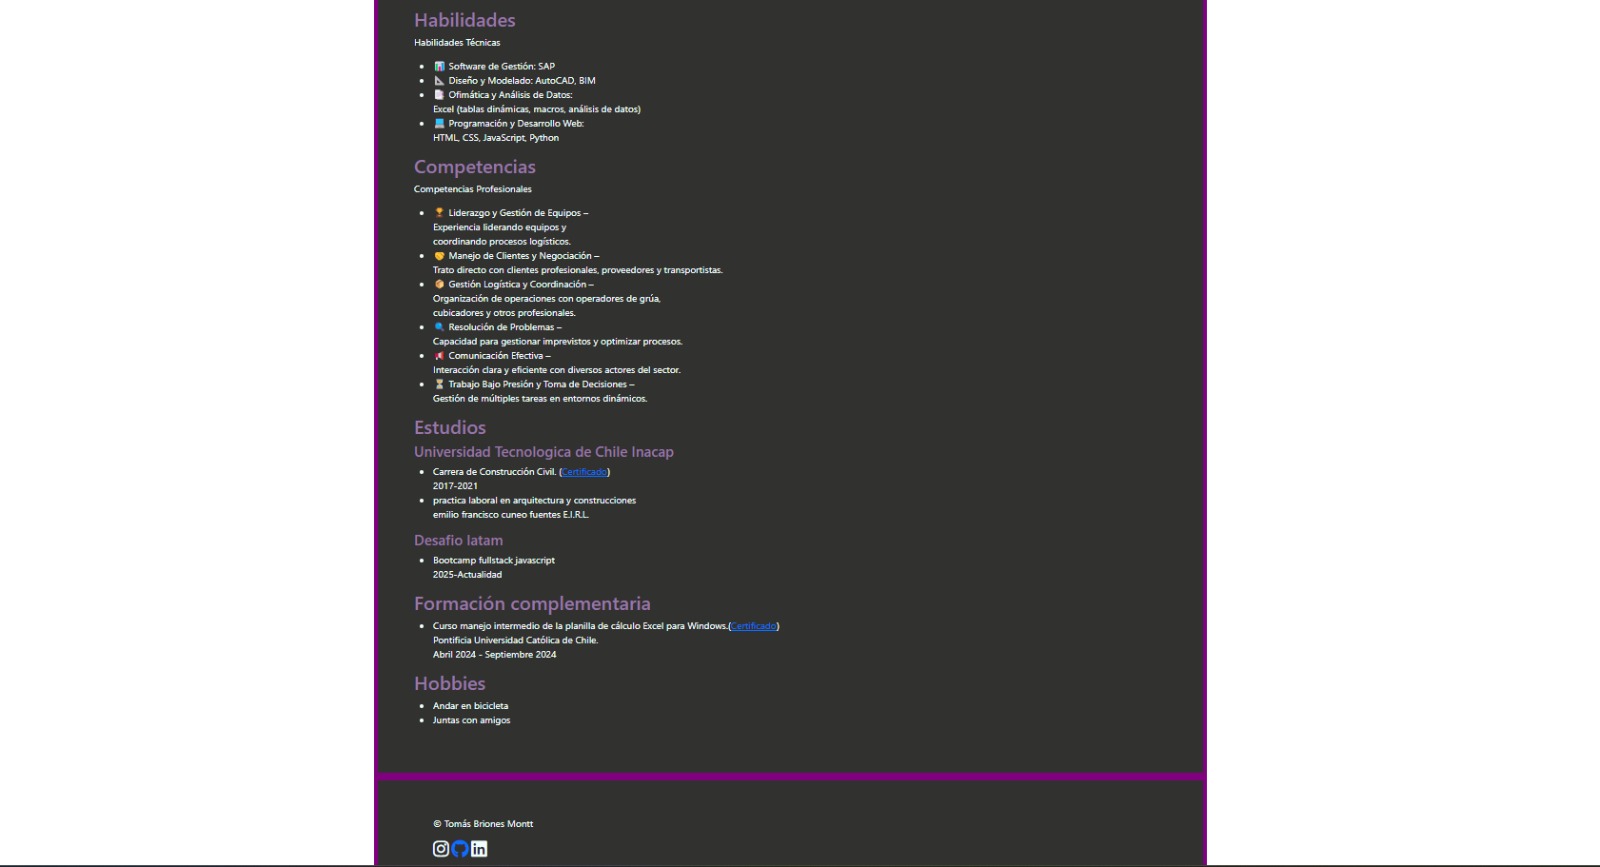 Habilidades
Habilidades Técnicas
📊 Software de Gestión: SAP
📐 Diseño y Modelado: AutoCAD, BIM
📑 Ofimática y Análisis de Datos:
Excel (tablas dinámicas, macros, análisis de datos)
💻 Programación y Desarrollo Web:
HTML, CSS, JavaScript, Python
Competencias
Competencias Profesionales
🏆 Liderazgo y Gestión de Equipos –
Experiencia liderando equipos y
coordinando procesos logísticos.
🤝 Manejo de Clientes y Negociación –
Trato directo con clientes profesionales, proveedores y transportistas.
📦 Gestión Logística y Coordinación –
Organización de operaciones con operadores de grúa,
cubicadores y otros profesionales.
🔍 Resolución de Problemas –
Capacidad para gestionar imprevistos y optimizar procesos.
📢 Comunicación Efectiva –
Interacción clara y eficiente con diversos actores del sector.
⏳ Trabajo Bajo Presión y Toma de Decisiones –
Gestión de múltiples tareas en entornos dinámicos.
Estudios
Universidad Tecnologica de Chile Inacap
Carrera de Construcción Civil. (Certificado)
2017-2021
practica laboral en arquitectura y construcciones
emilio francisco cuneo fuentes E.I.R.L.
Desafio latam
Bootcamp fullstack javascript
2025-Actualidad
Formación complementaria
Curso manejo intermedio de la planilla de cálculo Excel para Windows.(Certificado)
Pontificia Universidad Católica de Chile.
Abril 2024 - Septiembre 2024
Hobbies
Andar en bicicleta
Juntas con amigos
© Tomás Briones Montt
in